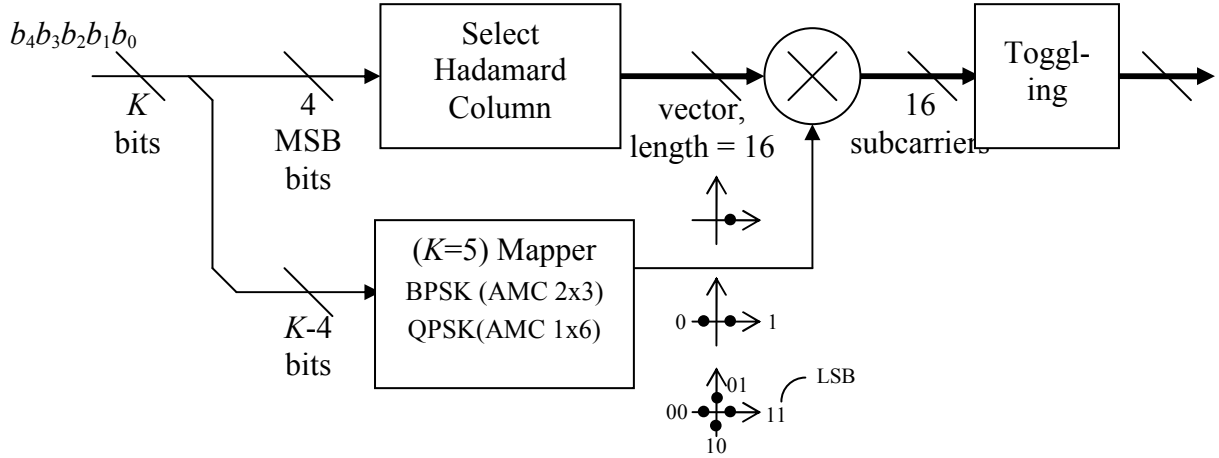 b₄b₃b₂b₁b₀
K
bits
4
MSB
bits
Select
Hadamard
Column
vector,
length = 16
16
subcarriers
Toggl-
ing
K-4
bits
(K=5) Mapper
BPSK (AMC 2x3)
QPSK(AMC 1x6)
0 1
01
LSB
00 11
10